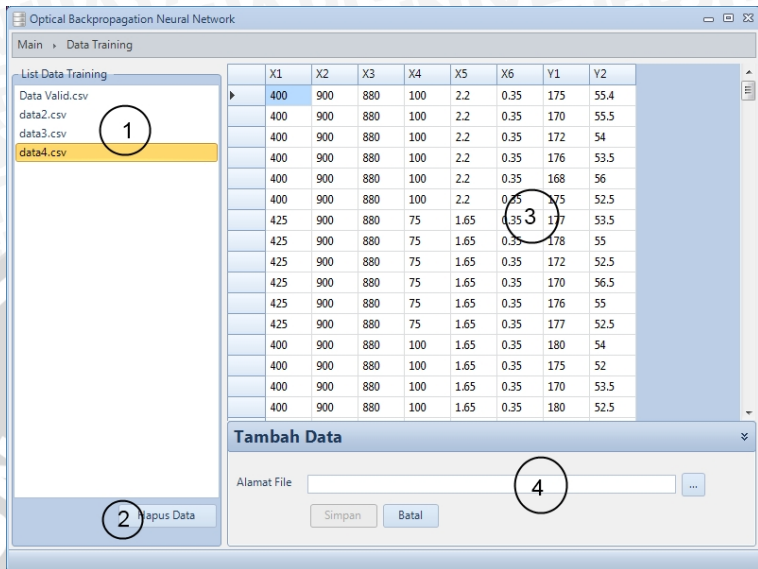 Optical Backpropagation Neural Network
Main › Data Training
List Data Training
Data Valid.csv
data2.csv
data3.csv
data4.csv
1
2
Hapus Data
X1 X2 X3 X4 X5 X6 Y1 Y2
400 900 880 100 2.2 0.35 175 55.4
400 900 880 100 2.2 0.35 170 55.5
400 900 880 100 2.2 0.35 172 54
400 900 880 100 2.2 0.35 176 53.5
400 900 880 100 2.2 0.35 168 56
400 900 880 100 2.2 0.35 175 52.5
425 900 880 75 1.65 0.35 177 53.5
3
425 900 880 75 1.65 0.35 178 55
425 900 880 75 1.65 0.35 172 52.5
425 900 880 75 1.65 0.35 170 56.5
425 900 880 75 1.65 0.35 176 55
425 900 880 75 1.65 0.35 177 52.5
400 900 880 100 1.65 0.35 180 54
400 900 880 100 1.65 0.35 175 52
400 900 880 100 1.65 0.35 170 53.5
400 900 880 100 1.65 0.35 180 52.5
Tambah Data
Alamat File
4
...
Simpan Batal